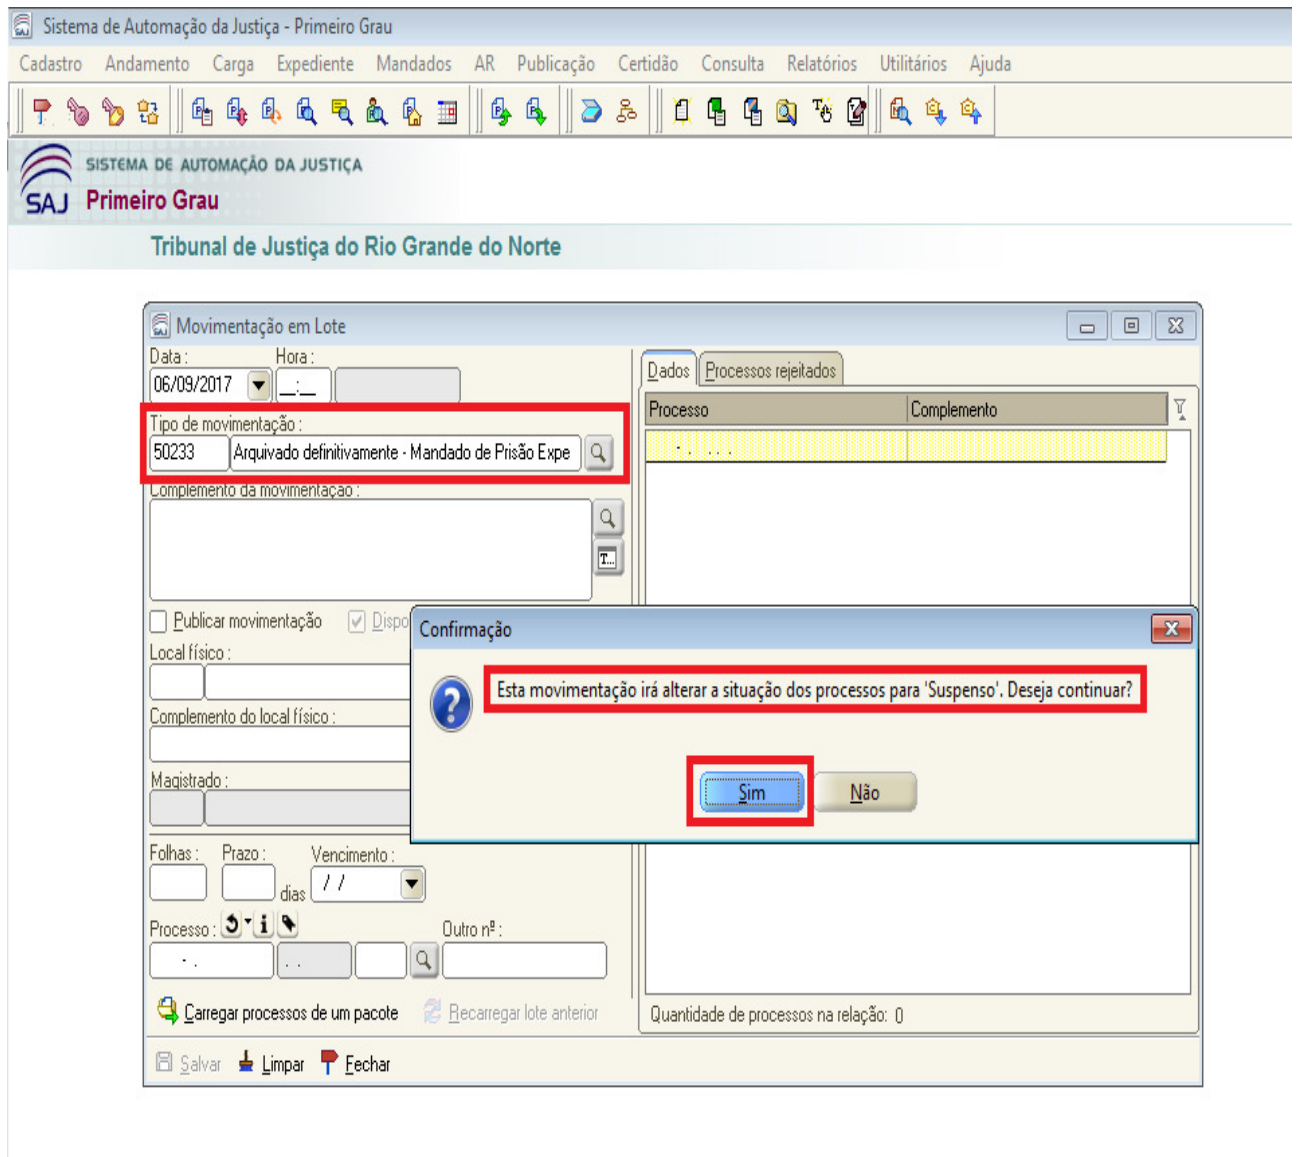 Sistema de Automação da Justiça - Primeiro Grau
Cadastro Andamento Carga Expediente Mandados AR Publicação Certidão Consulta Relatórios Utilitários Ajuda
SISTEMA DE AUTOMAÇÃO DA JUSTIÇA
SAJ Primeiro Grau
Tribunal de Justiça do Rio Grande do Norte
Movimentação em Lote
Data : Hora :
06/09/2017 __:__
Tipo de movimentação :
50233 Arquivado definitivamente - Mandado de Prisão Expe
Complemento da movimentação :
T...
Publicar movimentação Dispo
Local físico :
Complemento do local físico :
Magistrado :
Folhas : Prazo : Vencimento :
dias / /
Processo : Outro nº :
- . . .
Carregar processos de um pacote Recarregar lote anterior
Salvar Limpar Fechar
Dados Processos rejeitados
Processo Complemento
- . . . .
Quantidade de processos na relação: 0
Confirmação
Esta movimentação irá alterar a situação dos processos para 'Suspenso'. Deseja continuar?
Sim Não